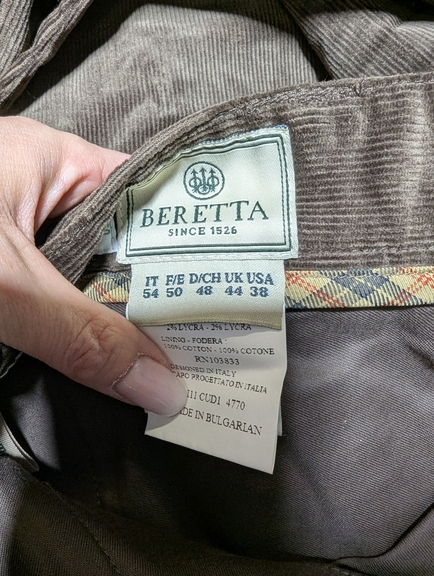 BERETTA
SINCE 1526
IT F/E D/CH UK USA
54 50 48 44 38
2% LYCRA - 2% LYCRA
LINING - FODERA
100% COTTON - 100% COTONE
RN103833
DESIGNED IN ITALY
CAPO PROGETTATO IN ITALIA
CUD1 4770
MADE IN BULGARIAN